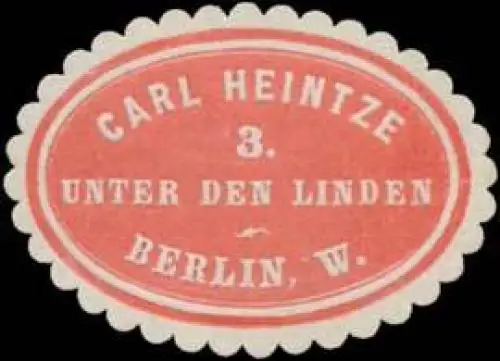 CARL HEINTZE
3.
UNTER DEN LINDEN
BERLIN, W.